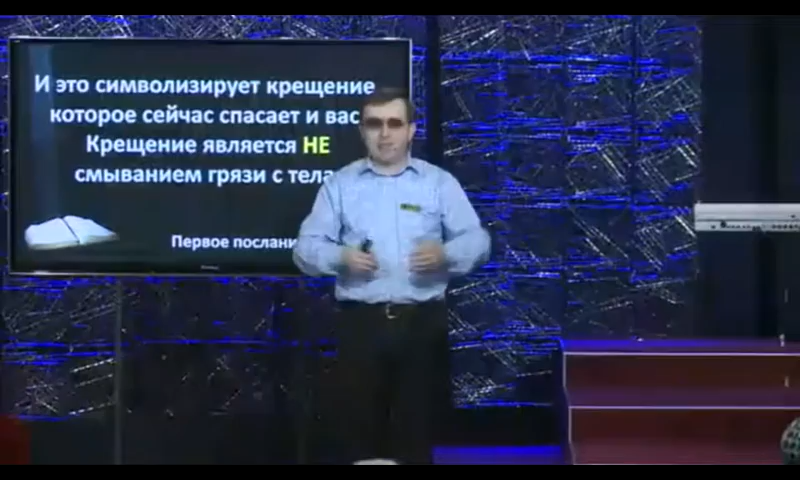 И это символизирует крещение
которое сейчас спасает и вас
Крещение является НЕ
смыванием грязи с тела
Первое послани